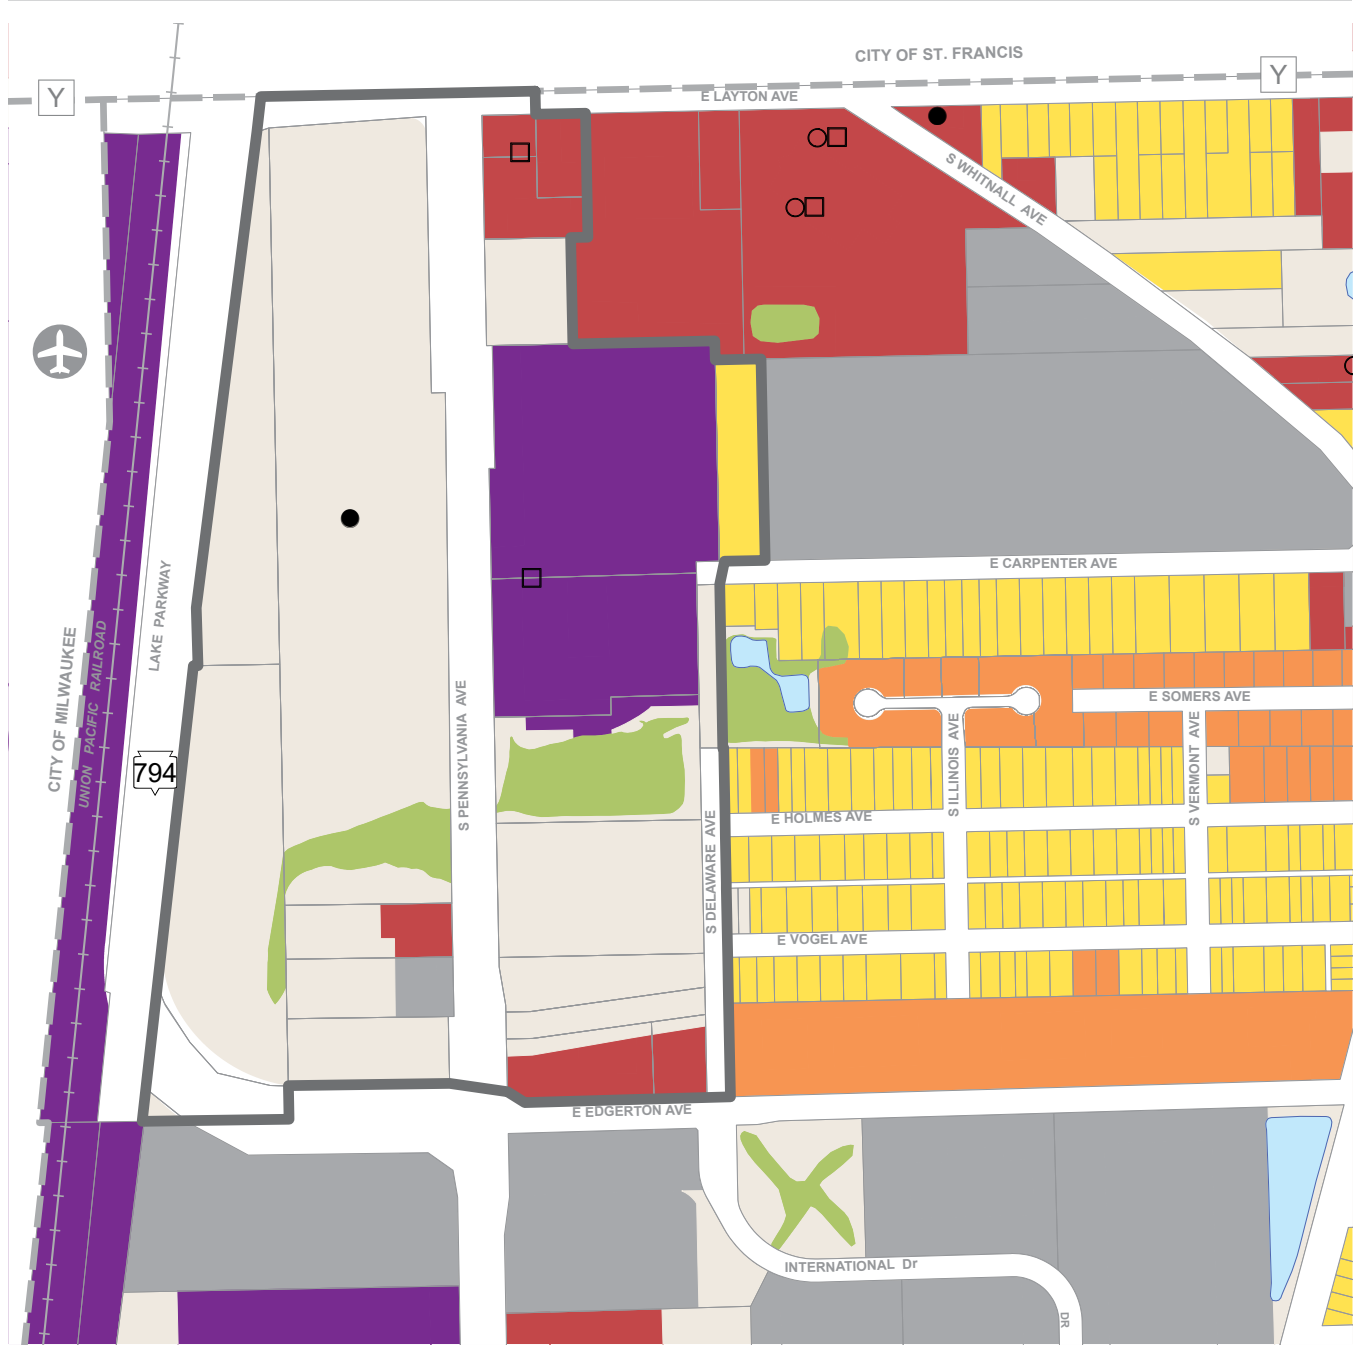 CITY OF ST. FRANCIS
Y
Y
E LAYTON AVE
S WHITNALL AVE
E CARPENTER AVE
LAKE PARKWAY
CITY OF MILWAUKEE
UNION PACIFIC RAILROAD
794
S PENNSYLVANIA AVE
S DELAWARE AVE
E SOMERS AVE
S ILLINOIS AVE
S VERMONT AVE
E HOLMES AVE
E VOGEL AVE
E EDGERTON AVE
INTERNATIONAL Dr
DR